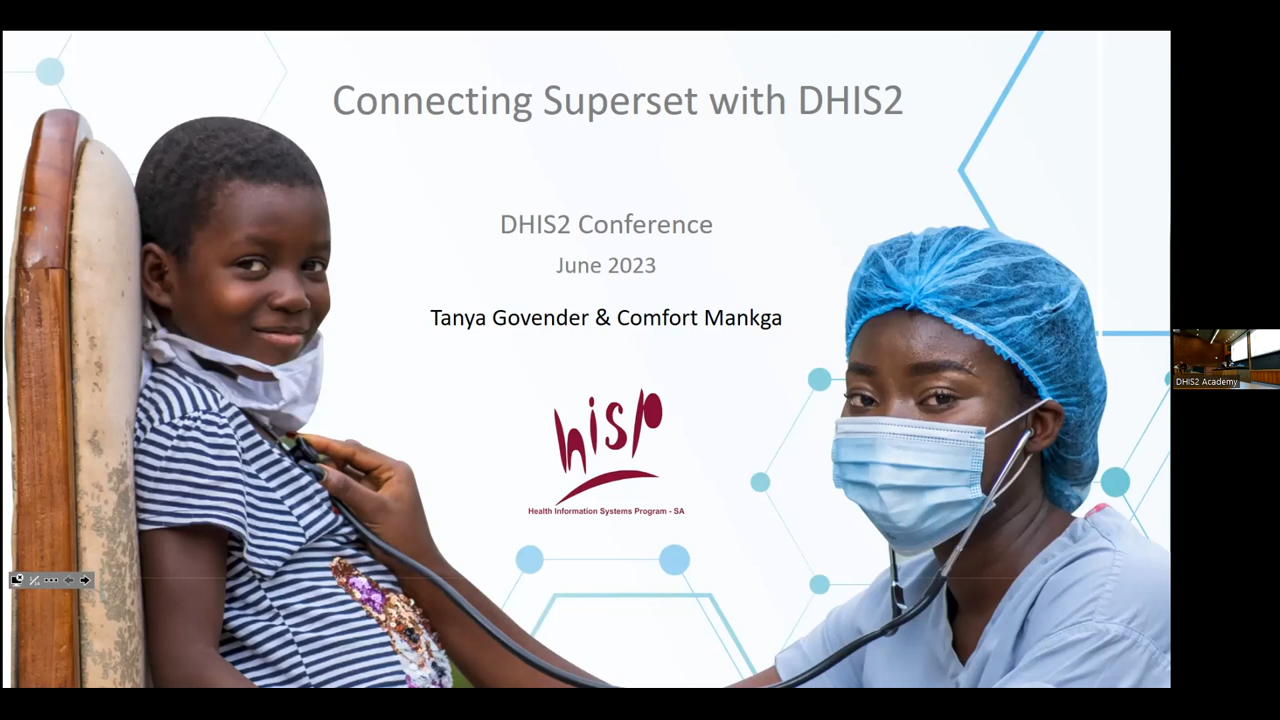 Connecting Superset with DHIS2
DHIS2 Conference
June 2023
Tanya Govender & Comfort Mankga
hisp
Health Information Systems Program - SA
DHIS2 Academy